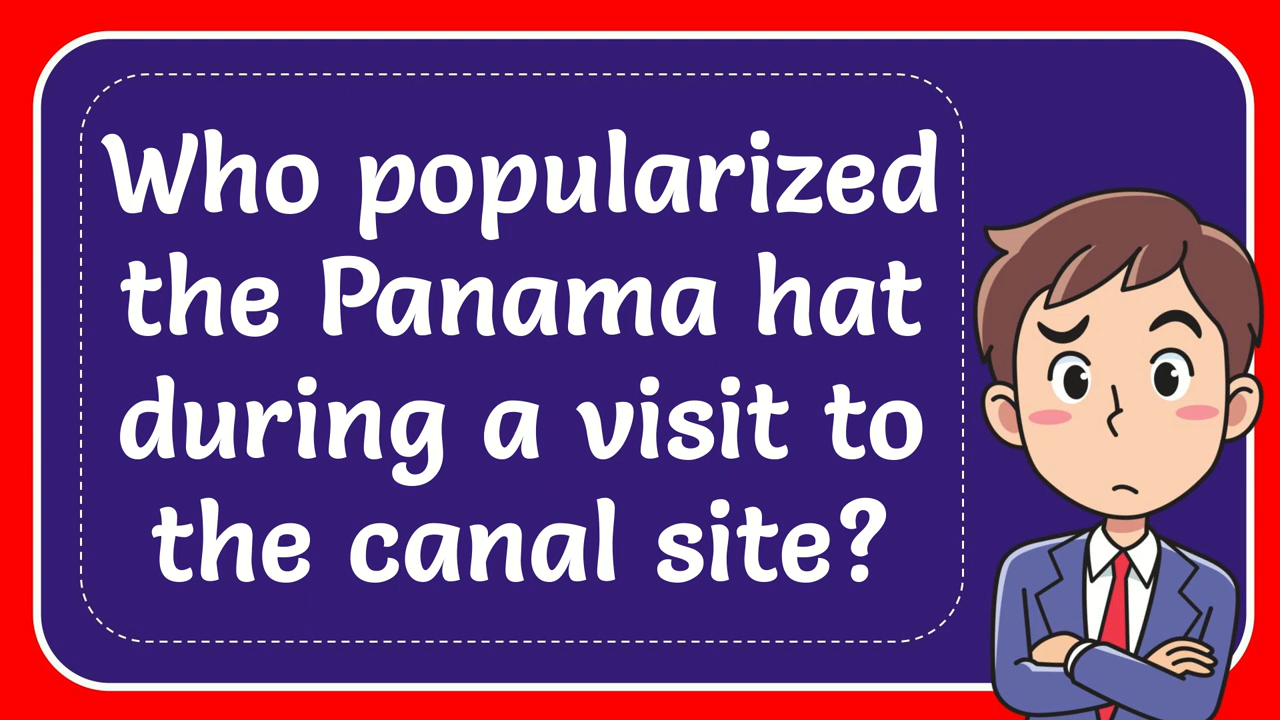 Who popularized
the Panama hat
during a visit to
the canal site?